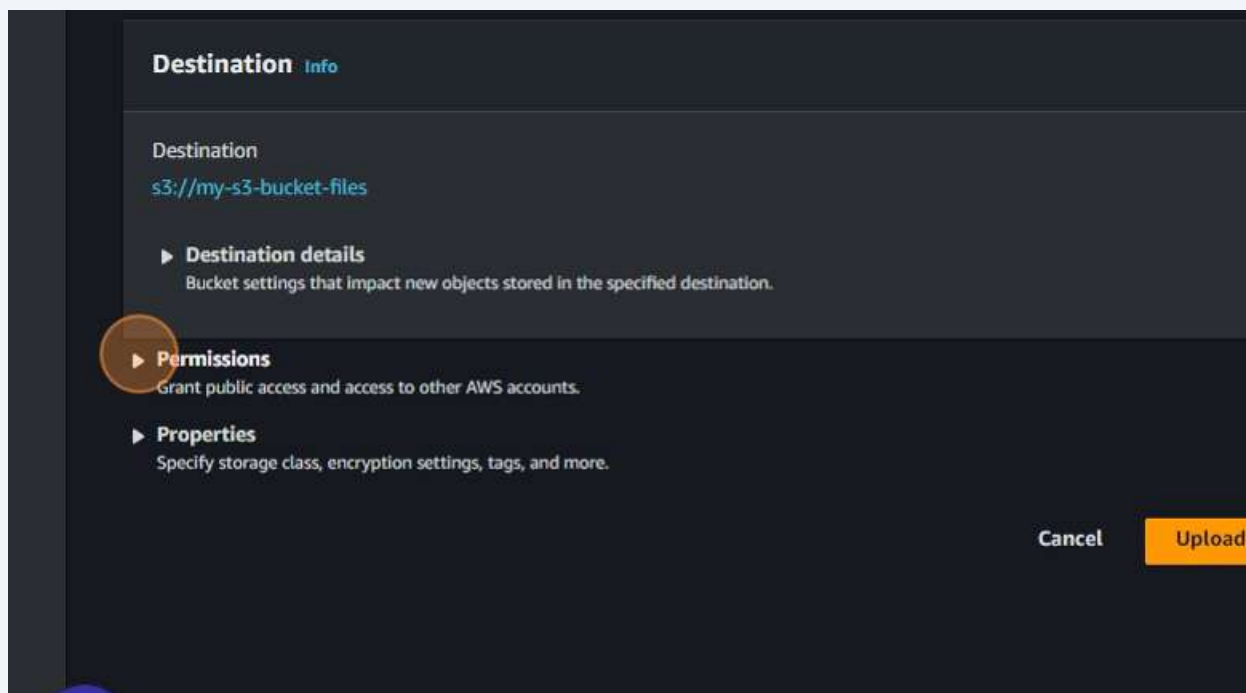 Destination Info
Destination
s3://my-s3-bucket-files
Destination details
Bucket settings that impact new objects stored in the specified destination.
Permissions
Grant public access and access to other AWS accounts.
Properties
Specify storage class, encryption settings, tags, and more.
Cancel Upload